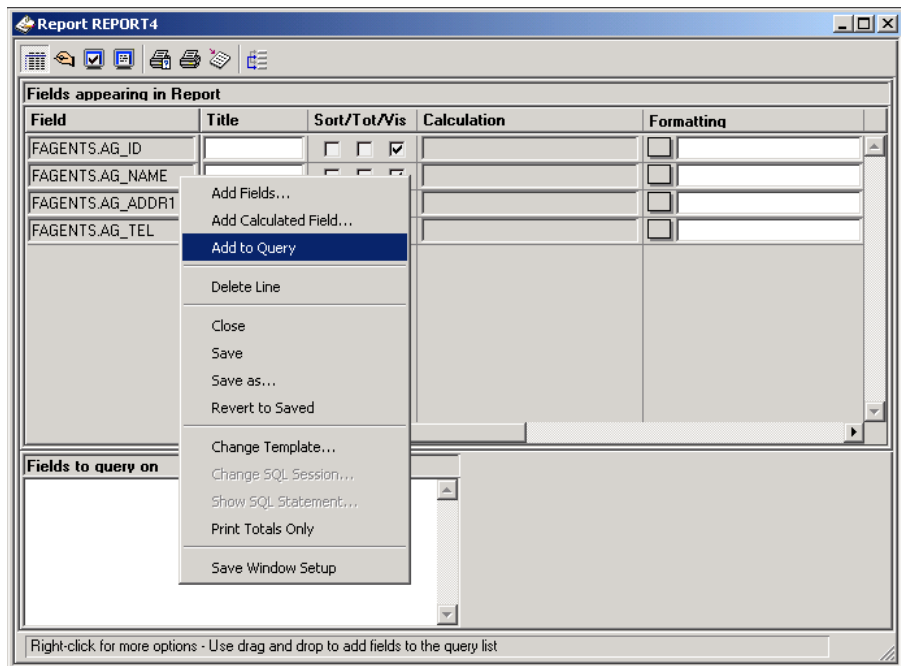 Report REPORT4
Fields appearing in Report
Field Title Sort/Tot/Vis Calculation Formatting
FAGENTS.AG_ID
FAGENTS.AG_NAME
FAGENTS.AG_ADDR1
FAGENTS.AG_TEL
Add Fields...
Add Calculated Field...
Add to Query
Delete Line
Close
Save
Save as...
Revert to Saved
Change Template...
Change SQL Session...
Show SQL Statement...
Print Totals Only
Save Window Setup
Fields to query on
Right-click for more options - Use drag and drop to add fields to the query list